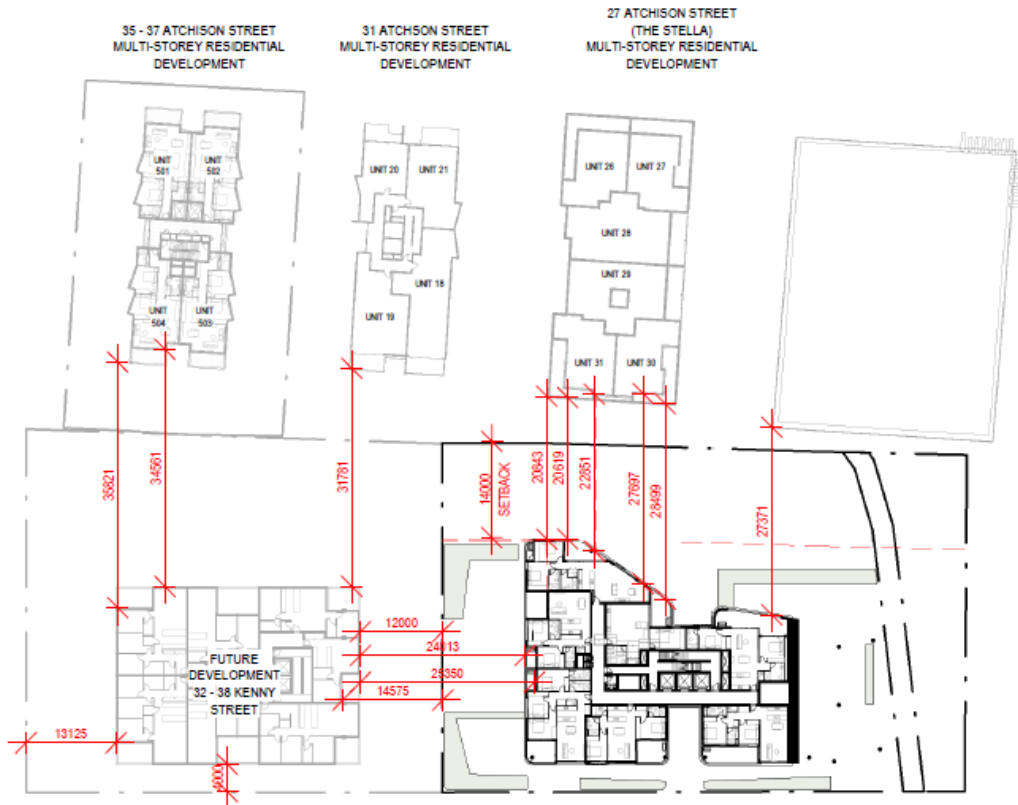 35 - 37 ATCHISON STREET
MULTI-STOREY RESIDENTIAL
DEVELOPMENT
31 ATCHISON STREET
MULTI-STOREY RESIDENTIAL
DEVELOPMENT
27 ATCHISON STREET
(THE STELLA)
MULTI-STOREY RESIDENTIAL
DEVELOPMENT
UNIT
501
UNIT
502
UNIT
504
UNIT
503
UNIT 20
UNIT 21
UNIT 18
UNIT 19
UNIT 26
UNIT 27
UNIT 28
UNIT 29
UNIT 31
UNIT 30
35821
34561
31781
14000
SETBACK
20843
20619
22851
27697
28499
27371
12000
24013
25350
14575
FUTURE
DEVELOPMENT
32 - 38 KENNY
STREET
13125
4000